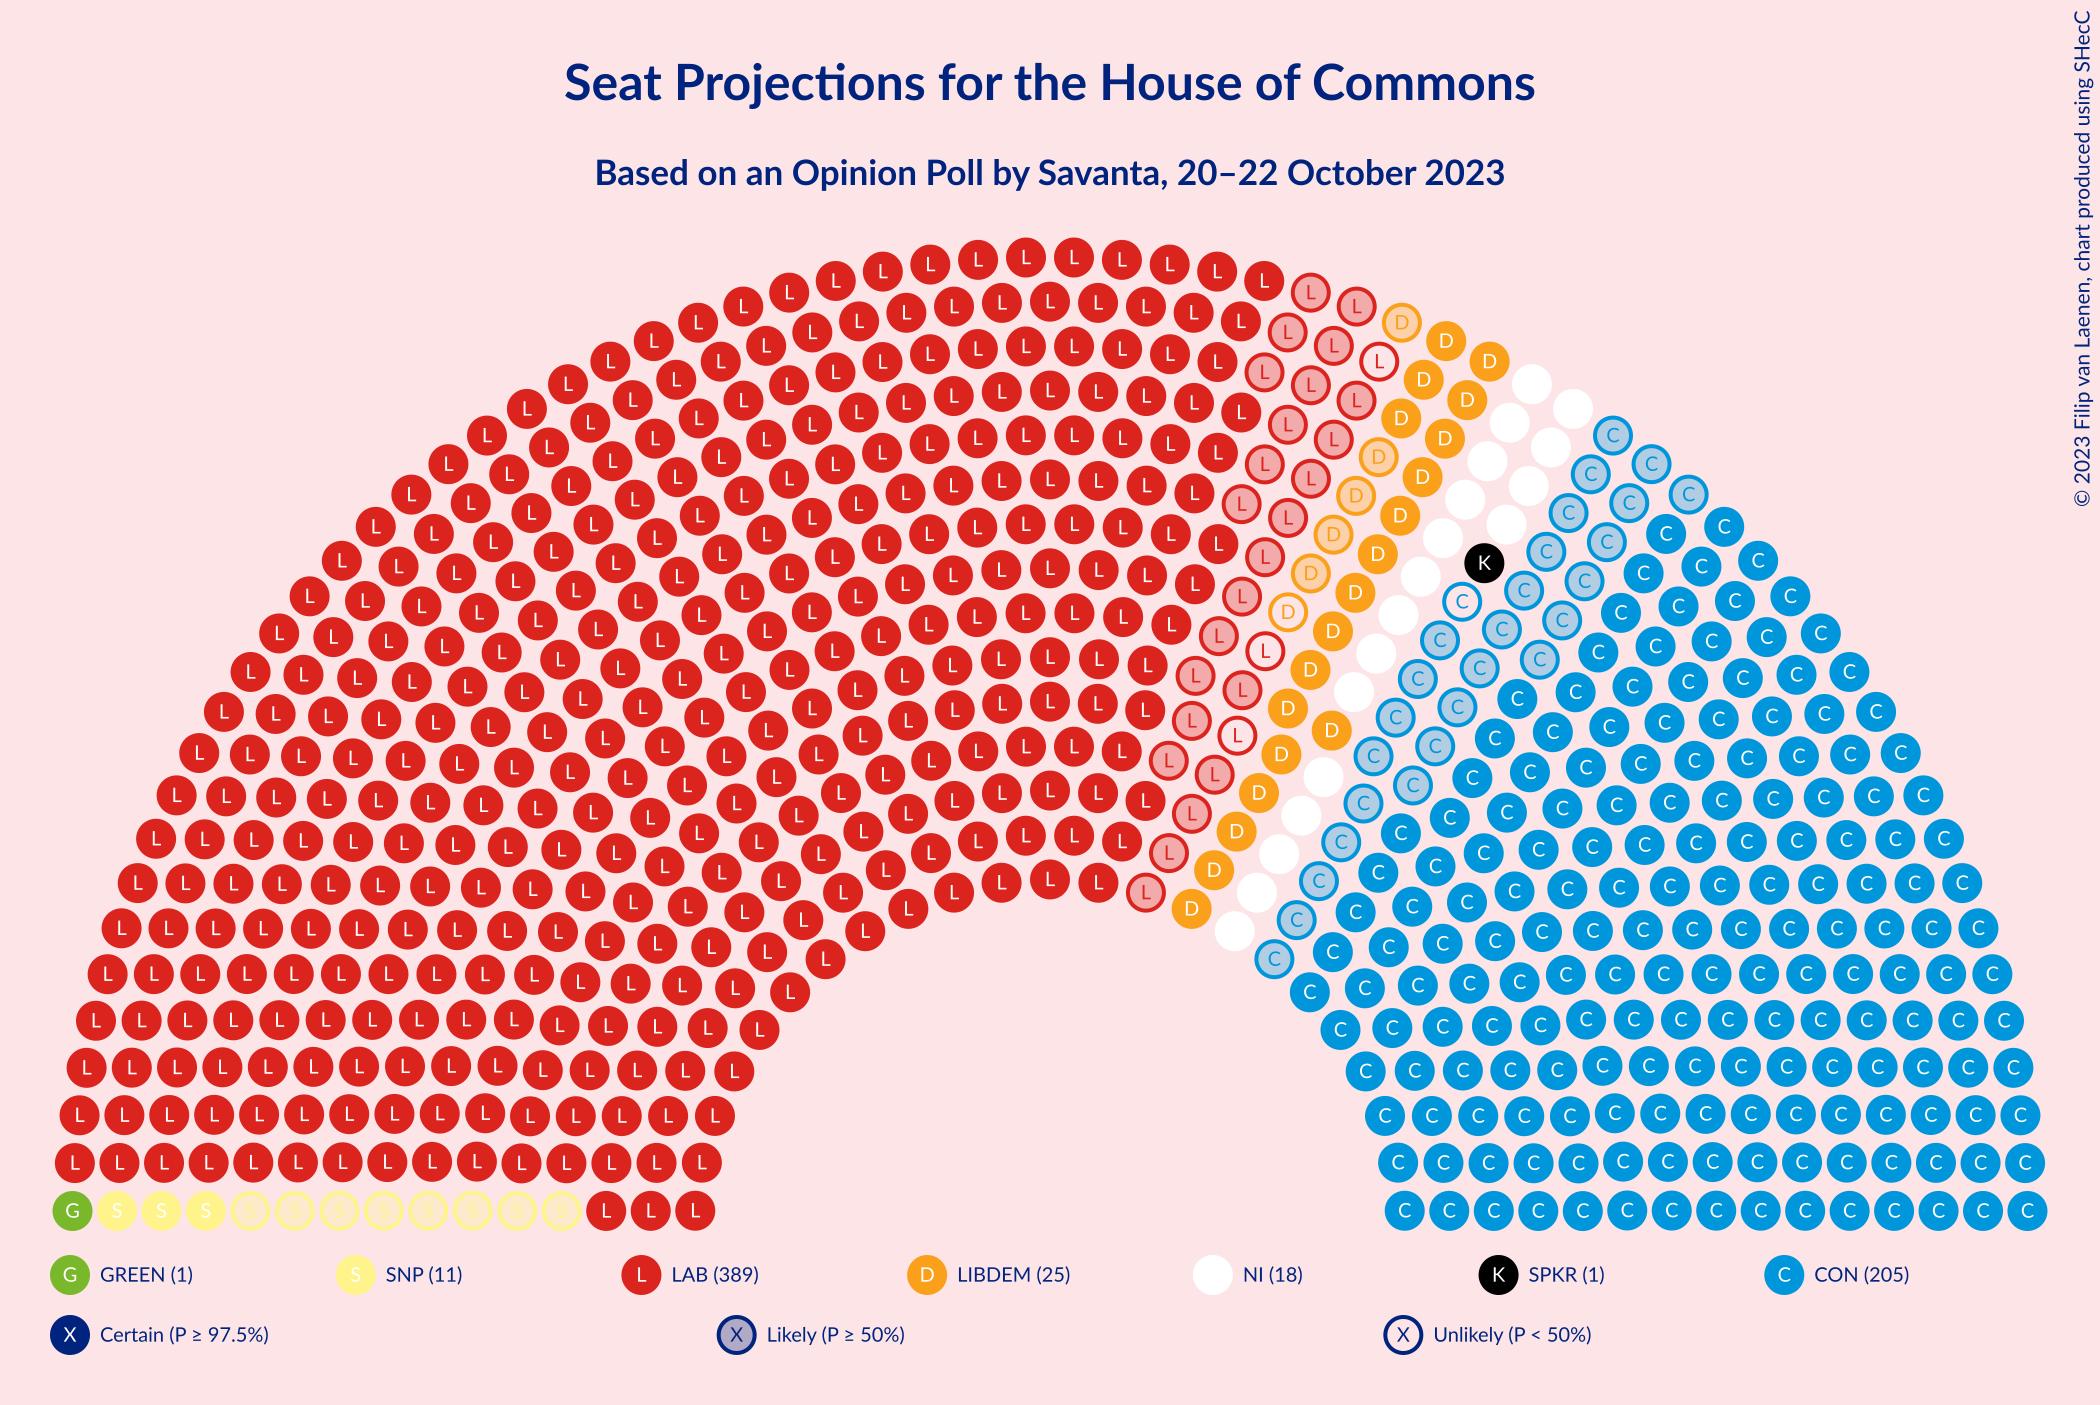 Seat Projections for the House of Commons
Based on an Opinion Poll by Savanta, 20–22 October 2023
© 2023 Filip van Laenen, chart produced using SHecC
G GREEN (1)
S SNP (11)
L LAB (389)
D LIBDEM (25)
NI (18)
K SPKR (1)
C CON (205)
X Certain (P ≥ 97.5%)
X Likely (P ≥ 50%)
X Unlikely (P < 50%)